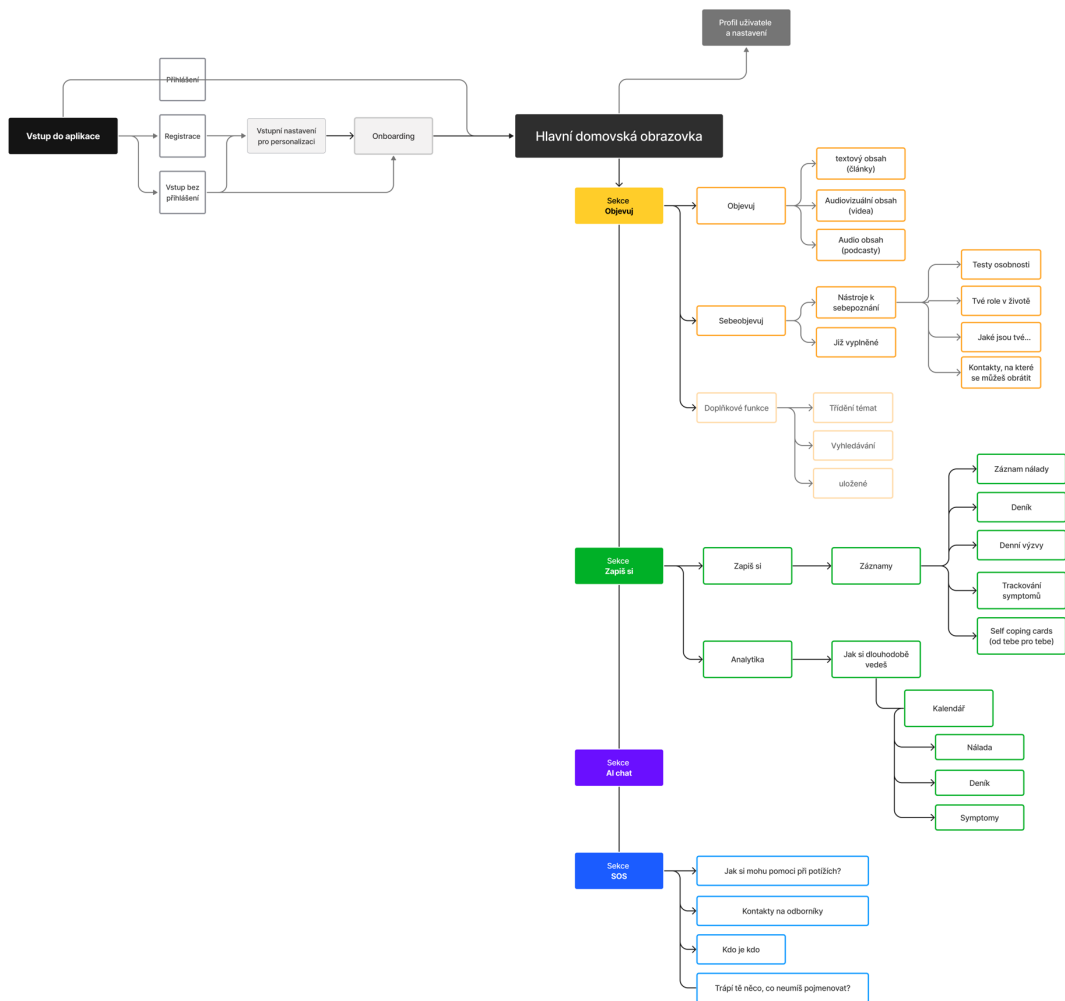 Profil uživatele
a nastavení
Přihlášení
Vstup do aplikace
Registrace
Vstupní nastavení
pro personalizaci
Onboarding
Hlavní domovská obrazovka
Vstup bez
přihlášení
Sekce
Objevuj
Objevuj
textový obsah
(články)
Audiovizuální obsah
(videa)
Audio obsah
(podcasty)
Sebeobjevuj
Nástroje k
sebepoznání
Již vyplněné
Testy osobnosti
Tvé role v životě
Jaké jsou tvé...
Kontakty, na které
se můžeš obrátit
Doplňkové funkce
Třídění témat
Vyhledávání
uložené
Sekce
Zapiš si
Zapiš si
Záznamy
Záznam nálady
Deník
Denní výzvy
Trackování
symptomů
Self coping cards
(od tebe pro tebe)
Analytika
Jak si dlouhodobě
vedeš
Kalendář
Nálada
Deník
Symptomy
Sekce
AI chat
Sekce
SOS
Jak si mohu pomoci při potížích?
Kontakty na odborníky
Kdo je kdo
Trápí tě něco, co neumíš pojmenovat?